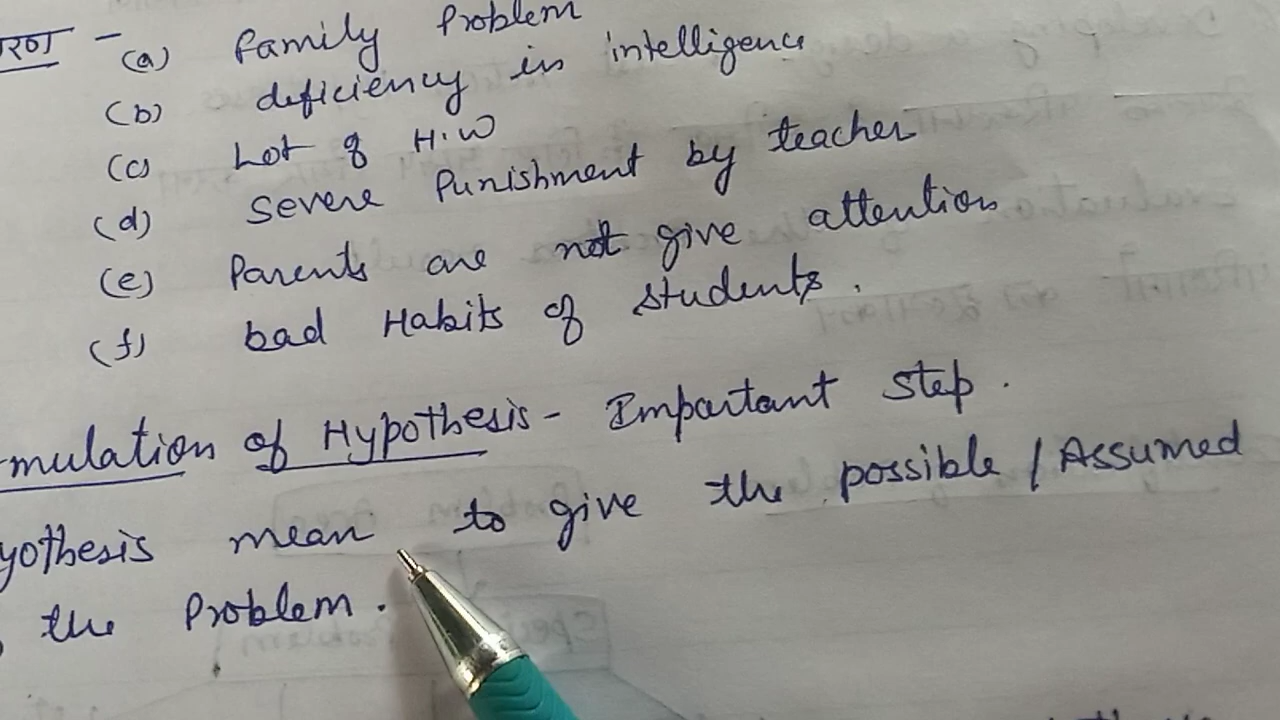 रण - (a) Family Problem
(b) deficiency in intelligence
(c) Lot of H.W
(d) Severe Punishment by teacher
(e) Parents are not give attention
(f) bad Habits of students.
mulation of Hypothesis - Important Step.
yothesis mean to give the possible / Assumed
the Problem.